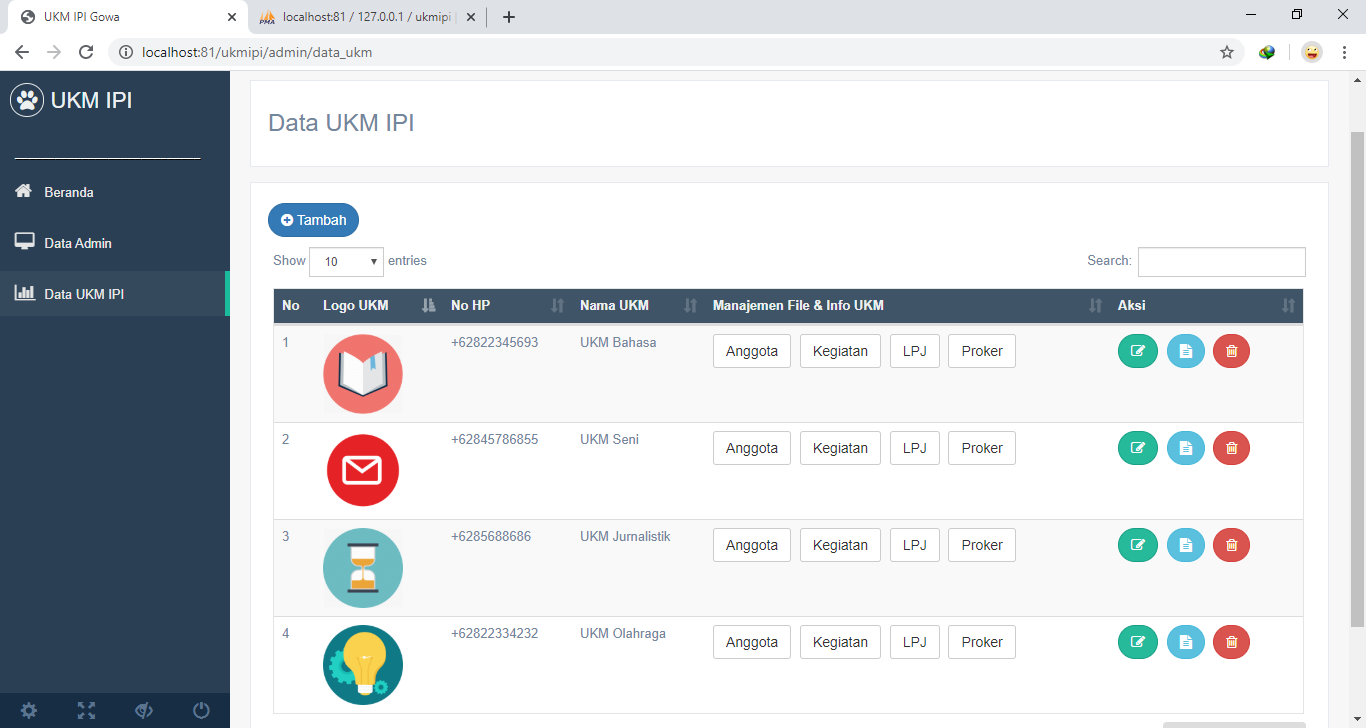 UKM IPI Gowa
localhost:81 / 127.0.0.1 / ukmipi
localhost:81/ukmipi/admin/data_ukm
UKM IPI
Beranda
Data Admin
Data UKM IPI
Data UKM IPI
Tambah
Show 10 entries
Search:
No Logo UKM No HP Nama UKM Manajemen File & Info UKM Aksi
1 +62822345693 UKM Bahasa Anggota Kegiatan LPJ Proker
2 +62845786855 UKM Seni Anggota Kegiatan LPJ Proker
3 +6285688686 UKM Jurnalistik Anggota Kegiatan LPJ Proker
4 +62822334232 UKM Olahraga Anggota Kegiatan LPJ Proker